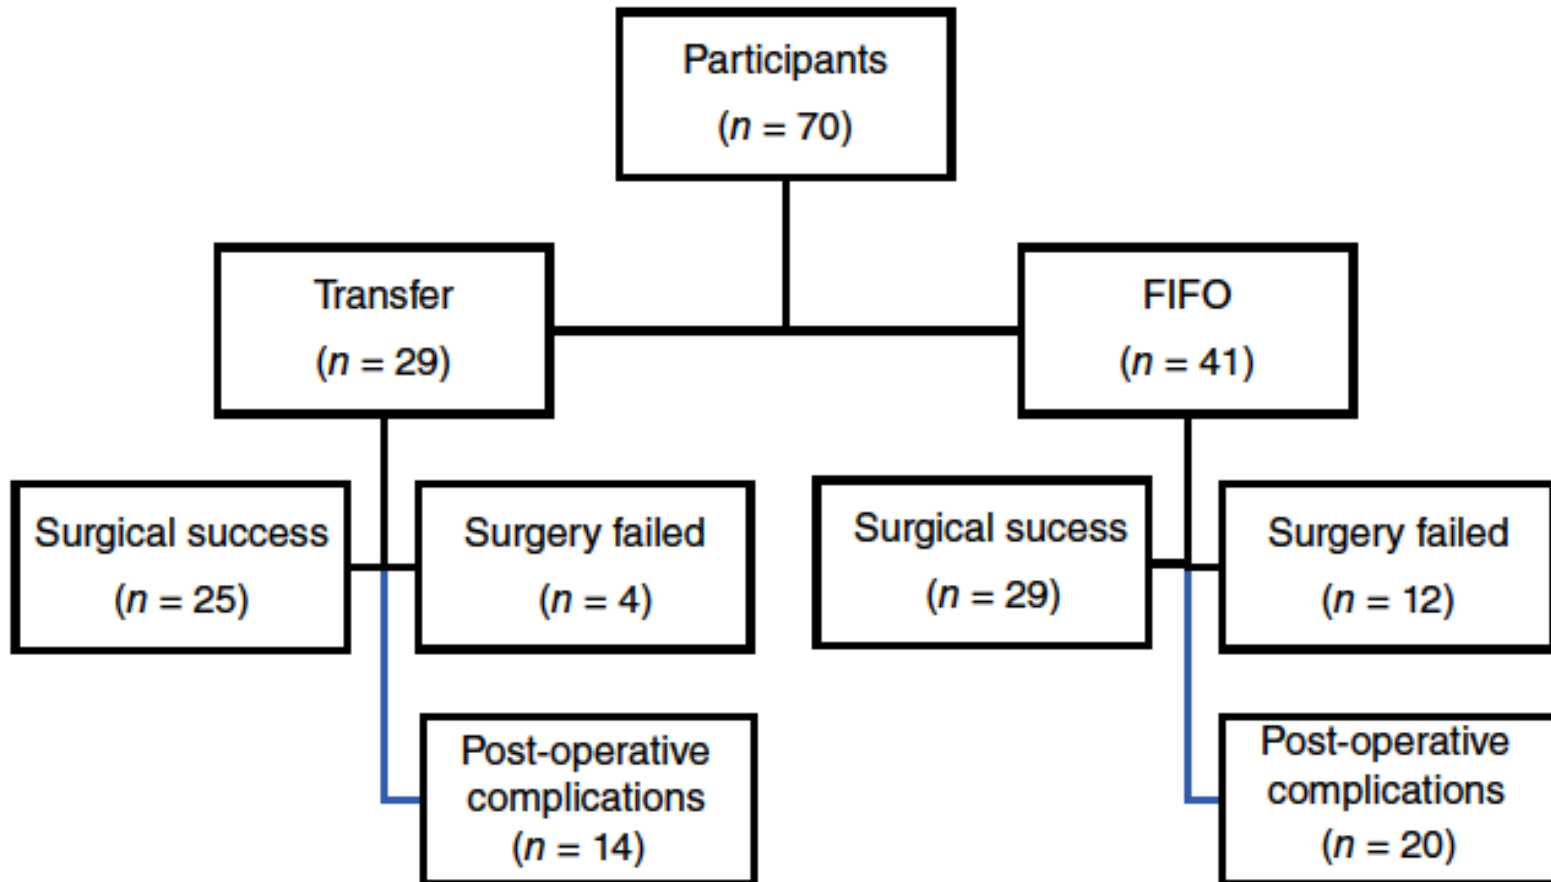 Participants
(n = 70)
Transfer
(n = 29)
FIFO
(n = 41)
Surgical success
(n = 25)
Surgery failed
(n = 4)
Surgical sucess
(n = 29)
Surgery failed
(n = 12)
Post-operative
complications
(n = 14)
Post-operative
complications
(n = 20)